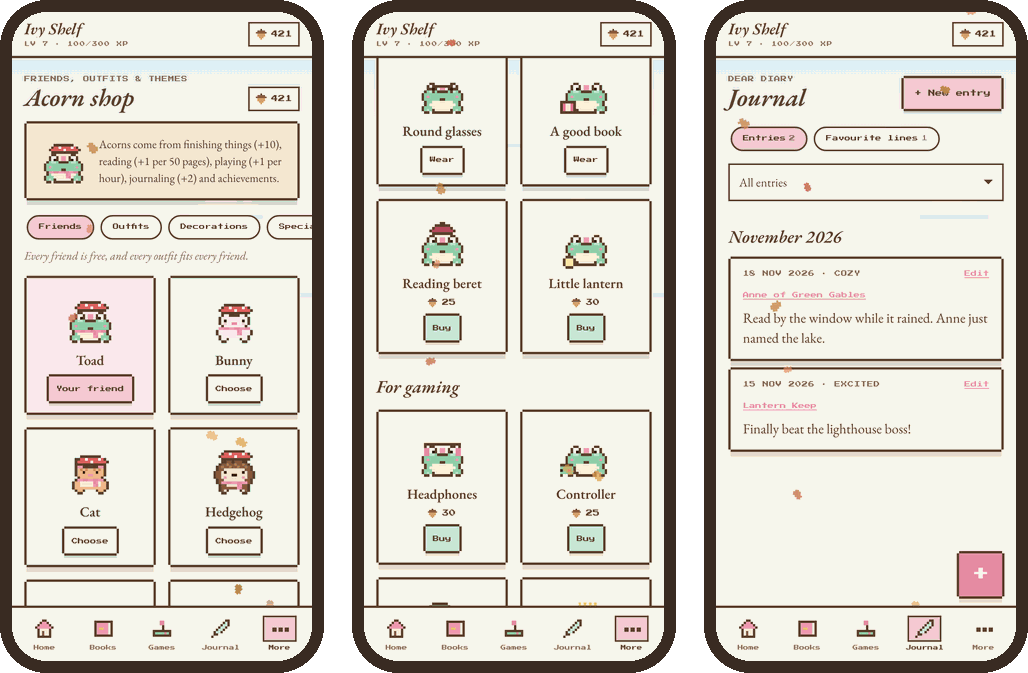 Ivy Shelf
LV 7 · 100/300 XP
421
FRIENDS, OUTFITS & THEMES
Acorn shop
421
Acorns come from finishing things (+10),
reading (+1 per 50 pages), playing (+1 per
hour), journaling (+2) and achievements.
Friends
Outfits
Decorations
Specia
Every friend is free, and every outfit fits every friend.
Toad
Your friend
Bunny
Choose
Cat
Choose
Hedgehog
Choose
Home
Books
Games
Journal
More
Ivy Shelf
LV 7 · 100/300 XP
421
Round glasses
Wear
A good book
Wear
Reading beret
25
Buy
Little lantern
30
Buy
For gaming
Headphones
30
Buy
Controller
25
Buy
Home
Books
Games
Journal
More
Ivy Shelf
LV 7 · 100/300 XP
421
DEAR DIARY
Journal
+ New entry
Entries 2
Favourite lines 1
All entries
November 2026
18 NOV 2026 · COZY
Edit
Anne of Green Gables
Read by the window while it rained. Anne just
named the lake.
15 NOV 2026 · EXCITED
Edit
Lantern Keep
Finally beat the lighthouse boss!
+
Home
Books
Games
Journal
More